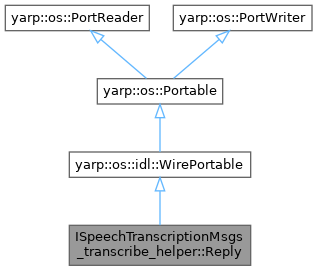 yarp::os::PortReader
yarp::os::PortWriter
yarp::os::Portable
yarp::os::idl::WirePortable
ISpeechTranscriptionMsgs
_transcribe_helper::Reply